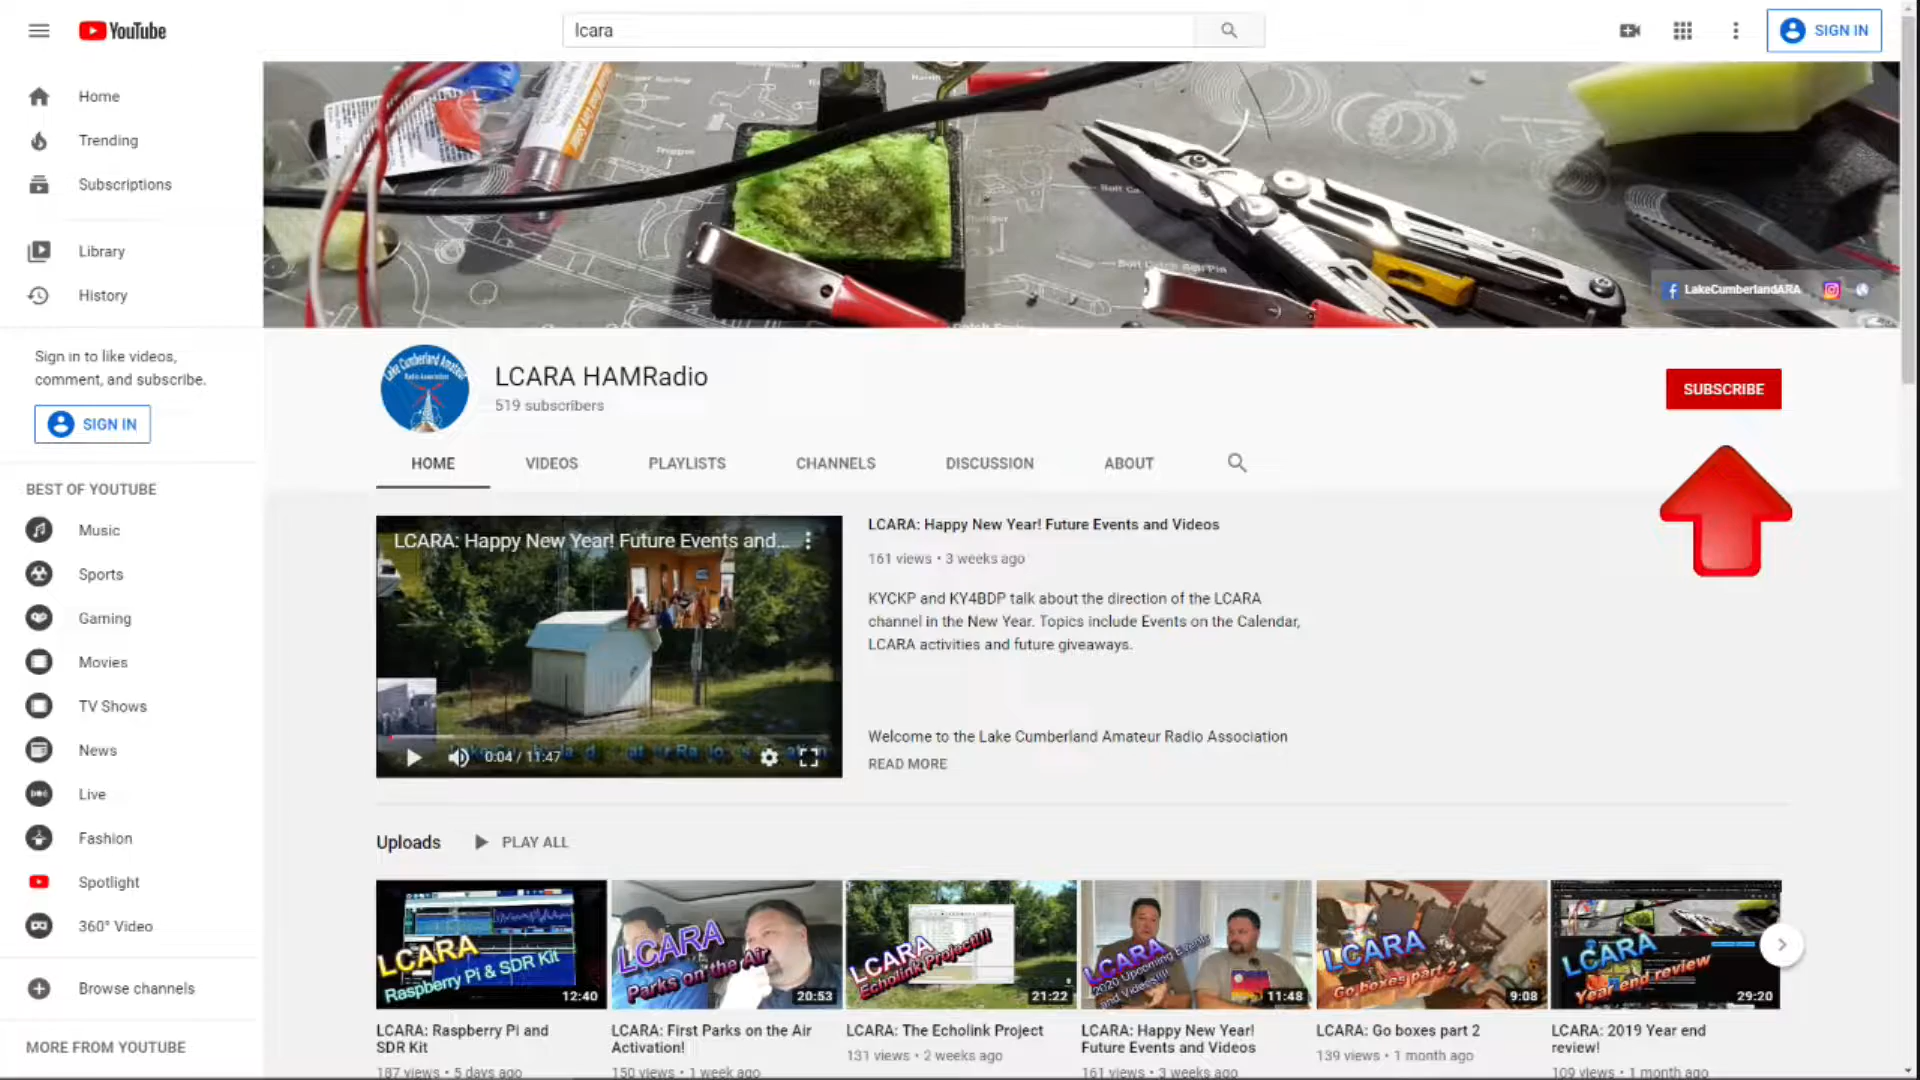 YouTube
lcara
SIGN IN
Home
Trending
Subscriptions
Library
History
Sign in to like videos,
comment, and subscribe.
SIGN IN
BEST OF YOUTUBE
Music
Sports
Gaming
Movies
TV Shows
News
Live
Fashion
Spotlight
360° Video
Browse channels
MORE FROM YOUTUBE
LakeCumberlandARA
Lake Cumberland Amateur
Radio Association
LCARA HAMRadio
519 subscribers
SUBSCRIBE
HOME
VIDEOS
PLAYLISTS
CHANNELS
DISCUSSION
ABOUT
LCARA: Happy New Year! Future Events and...
0:04 / 11:47
LCARA: Happy New Year! Future Events and Videos
161 views • 3 weeks ago
KYCKP and KY4BDP talk about the direction of the LCARA
channel in the New Year. Topics include Events on the Calendar,
LCARA activities and future giveaways.
Welcome to the Lake Cumberland Amateur Radio Association
READ MORE
Uploads
PLAY ALL
LCARA
Raspberry Pi & SDR Kit
12:40
LCARA: Raspberry Pi and
SDR Kit
187 views • 5 days ago
LCARA
Parks on the Air
20:53
LCARA: First Parks on the Air
Activation!
150 views • 1 week ago
LCARA
Echolink Project!!!
21:22
LCARA: The Echolink Project
131 views • 2 weeks ago
LCARA
2020 Upcoming Events
and Videos!!!!
11:48
LCARA: Happy New Year!
Future Events and Videos
161 views • 3 weeks ago
LCARA
Go boxes part 2
9:08
LCARA: Go boxes part 2
139 views • 1 month ago
LCARA
Year end review
29:20
LCARA: 2019 Year end
review!
109 views • 1 month ago